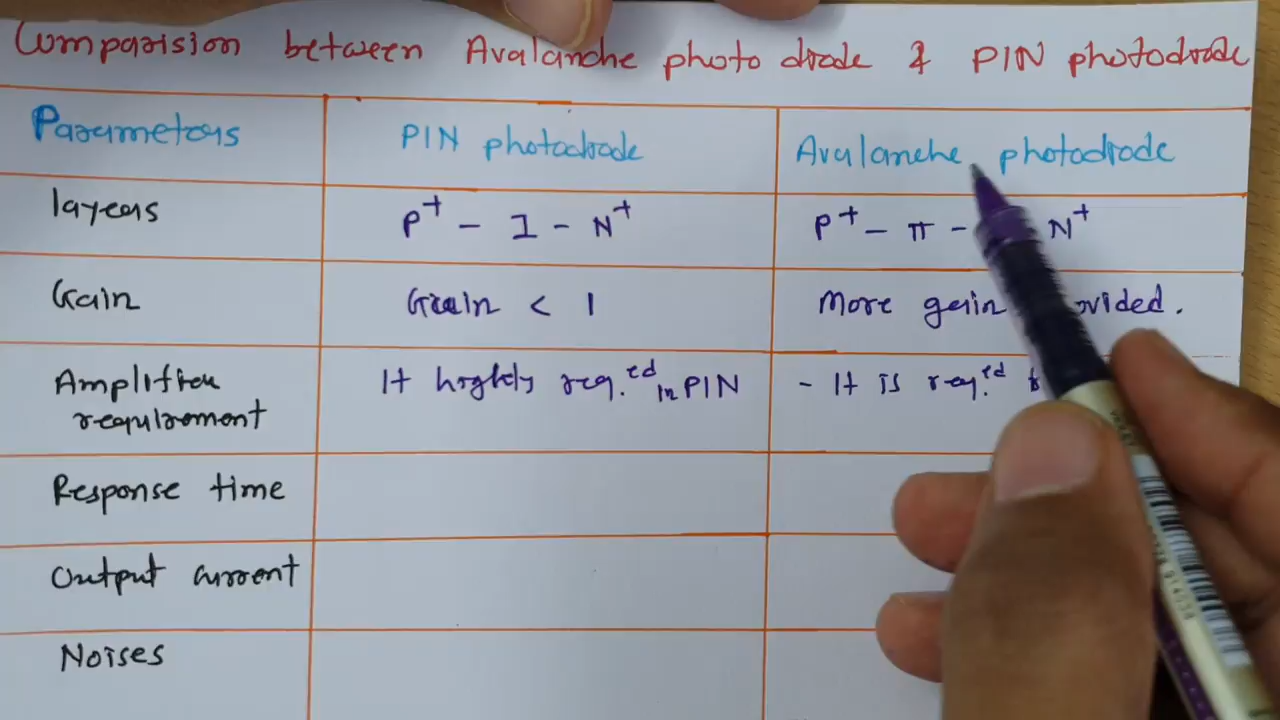 Comparision between Avalanche photo diode & PIN photodiode
Parameters PIN photodiode Avalanche photodiode
layers P+ – I – N+ P+ – π – N+
Gain Gain < 1 More gain
Amplifier It highly req.ed in PIN - It is req.ed
requirement
Response time
Output current
Noises